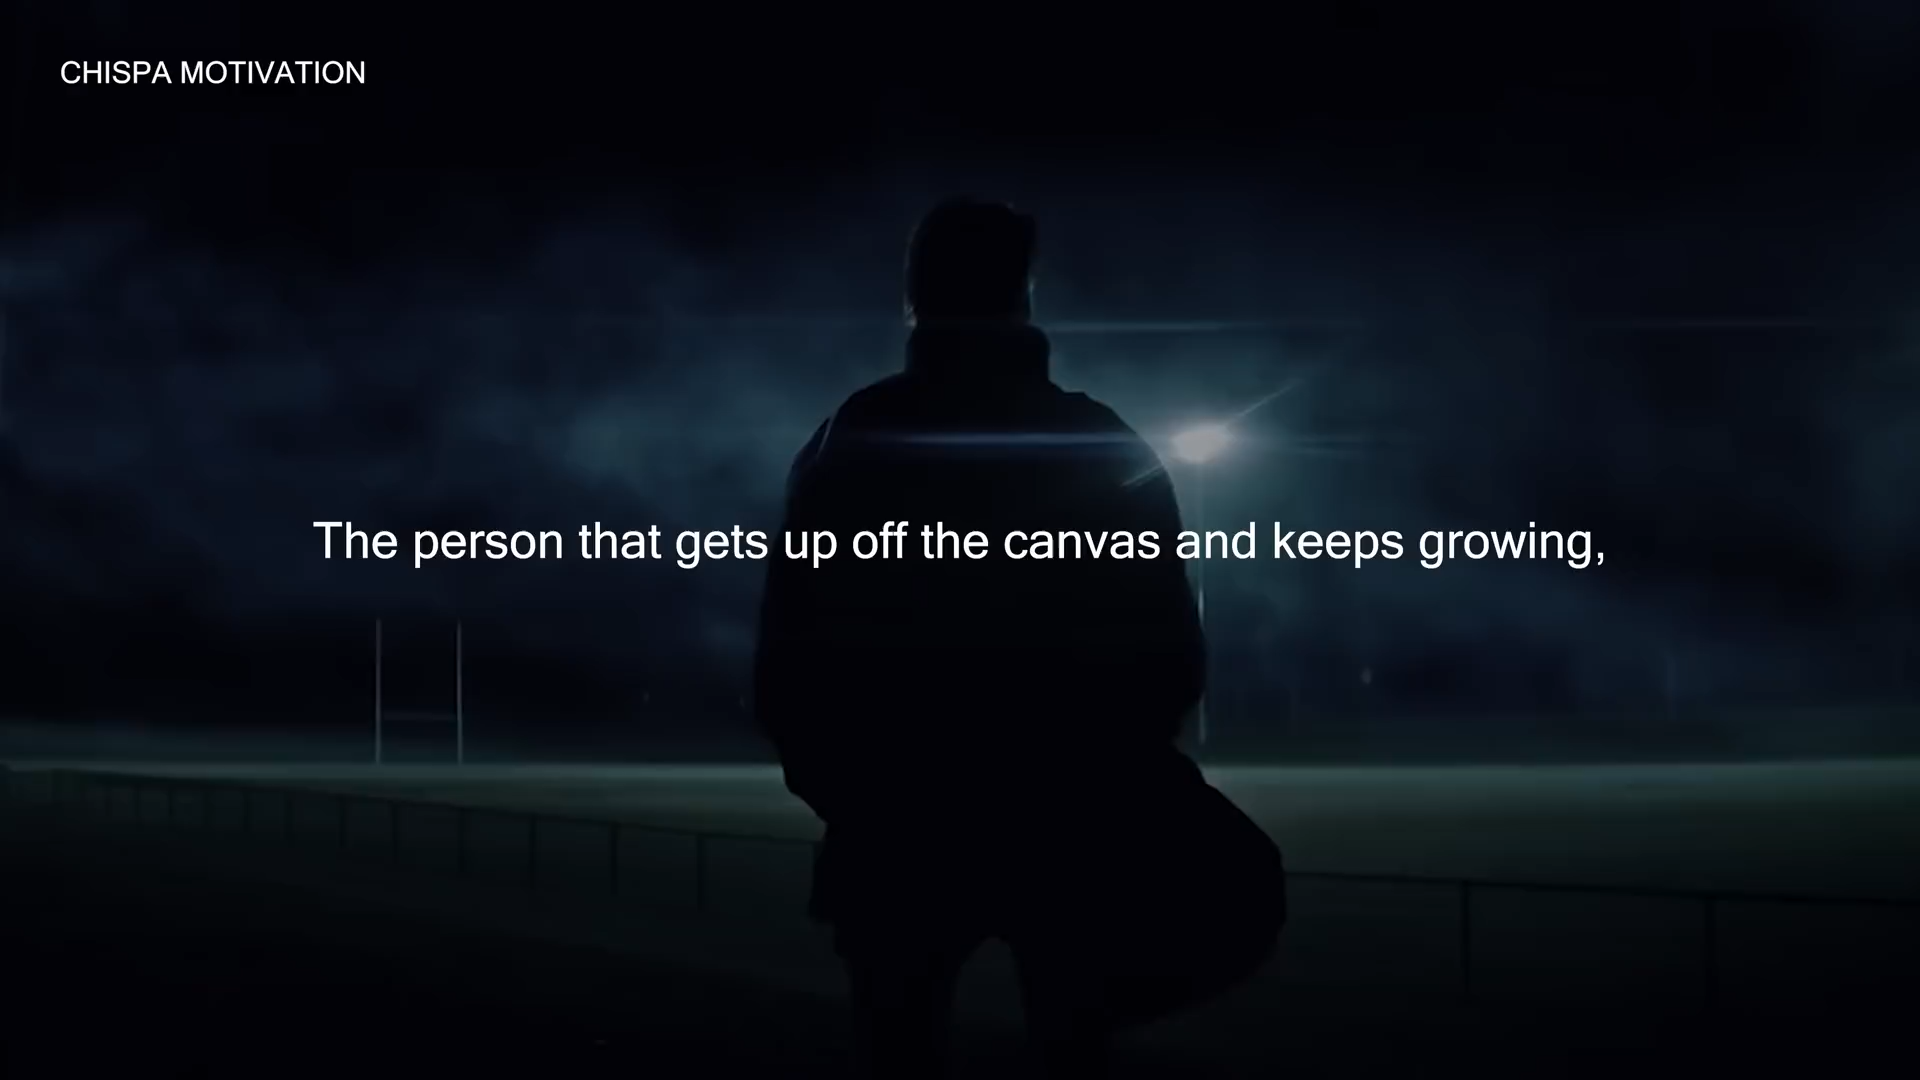 CHISPA MOTIVATION
The person that gets up off the canvas and keeps growing,